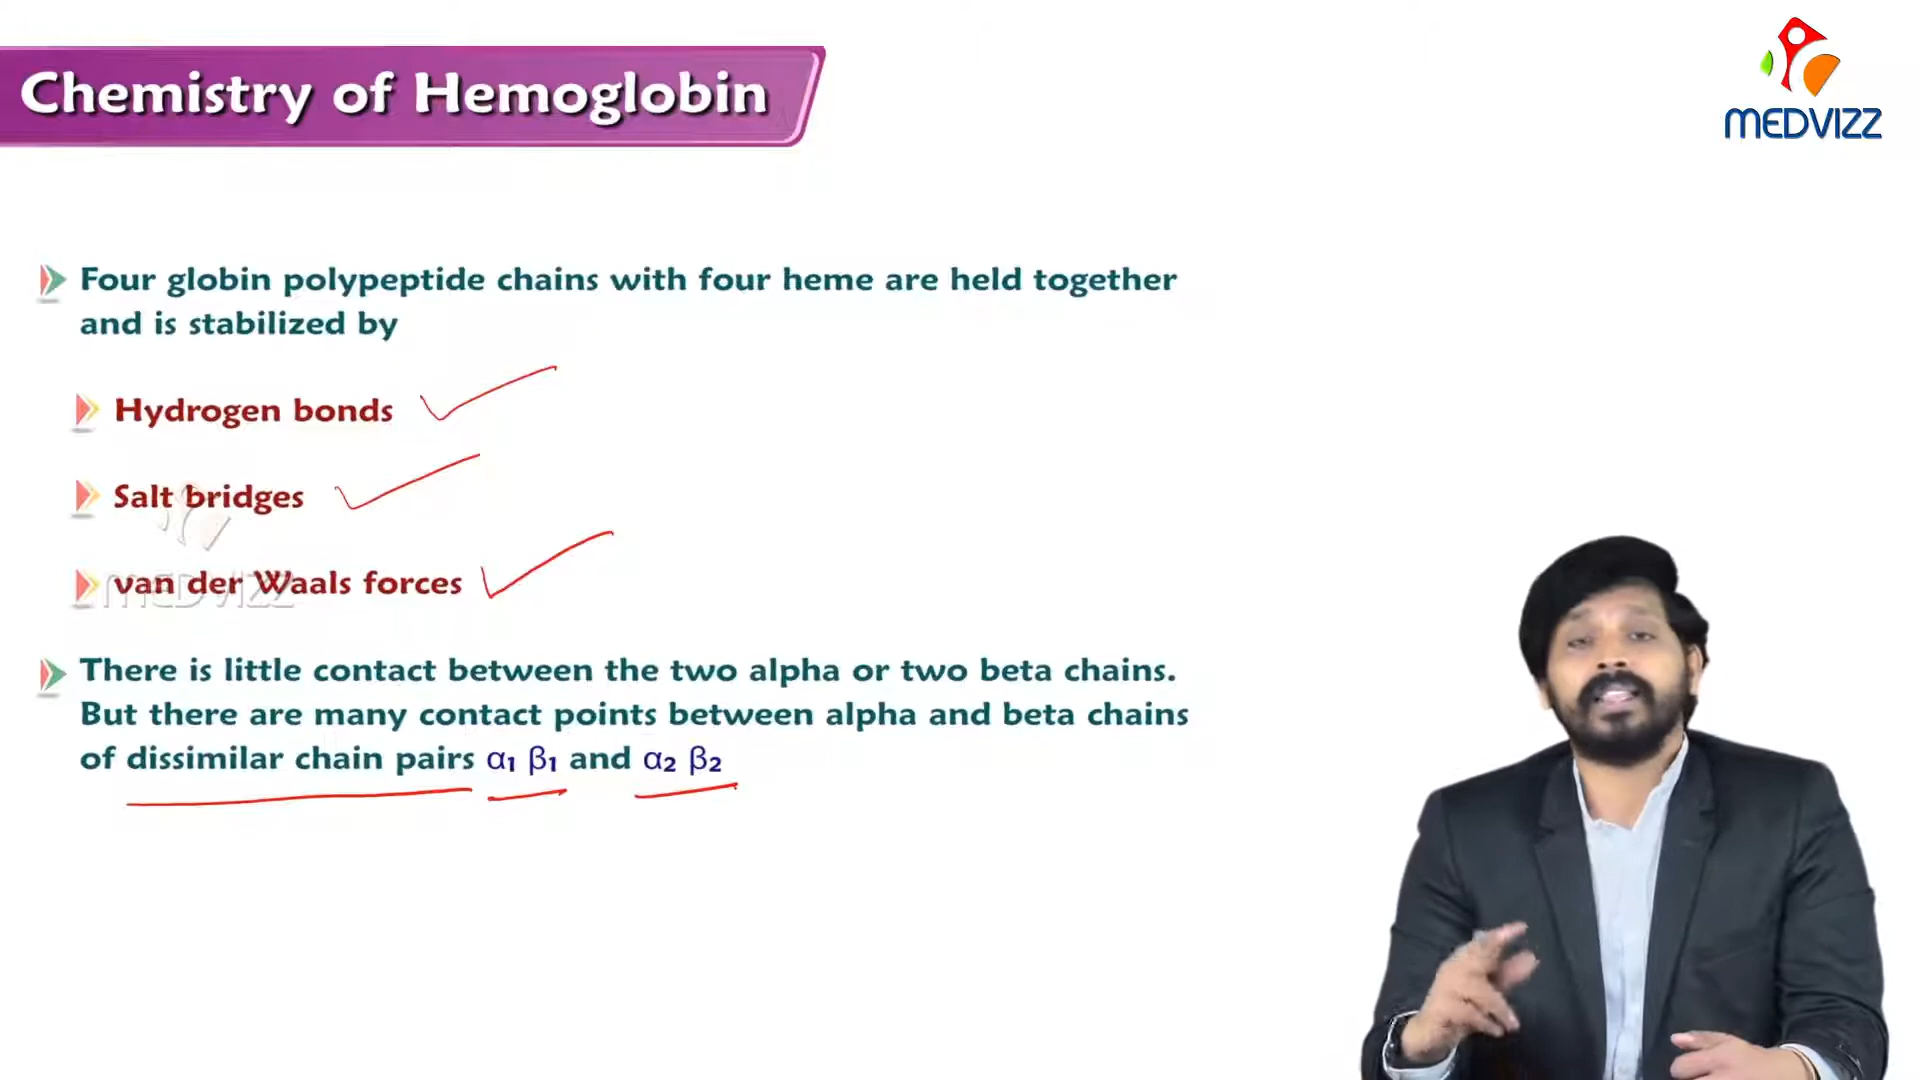 Chemistry of Hemoglobin
MEDVIZZ
Four globin polypeptide chains with four heme are held together
and is stabilized by
Hydrogen bonds
Salt bridges
van der Waals forces
MEDVIZZ
There is little contact between the two alpha or two beta chains.
But there are many contact points between alpha and beta chains
of dissimilar chain pairs α₁ β₁ and α₂ β₂